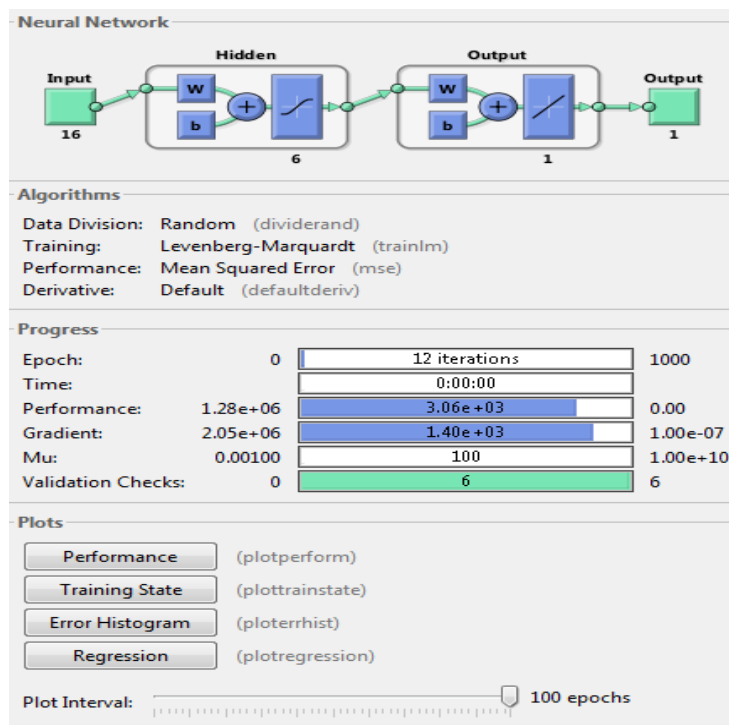 Neural Network
Hidden Output
Input Output
W W
+ +
b b
16 6 1 1
Algorithms
Data Division: Random (dividerand)
Training: Levenberg-Marquardt (trainlm)
Performance: Mean Squared Error (mse)
Derivative: Default (defaultderiv)
Progress
Epoch: 0 12 iterations 1000
Time: 0:00:00
Performance: 1.28e+06 3.06e+03 0.00
Gradient: 2.05e+06 1.40e+03 1.00e-07
Mu: 0.00100 100 1.00e+10
Validation Checks: 0 6 6
Plots
Performance (plotperform)
Training State (plottrainstate)
Error Histogram (ploterrhist)
Regression (plotregression)
Plot Interval: 100 epochs